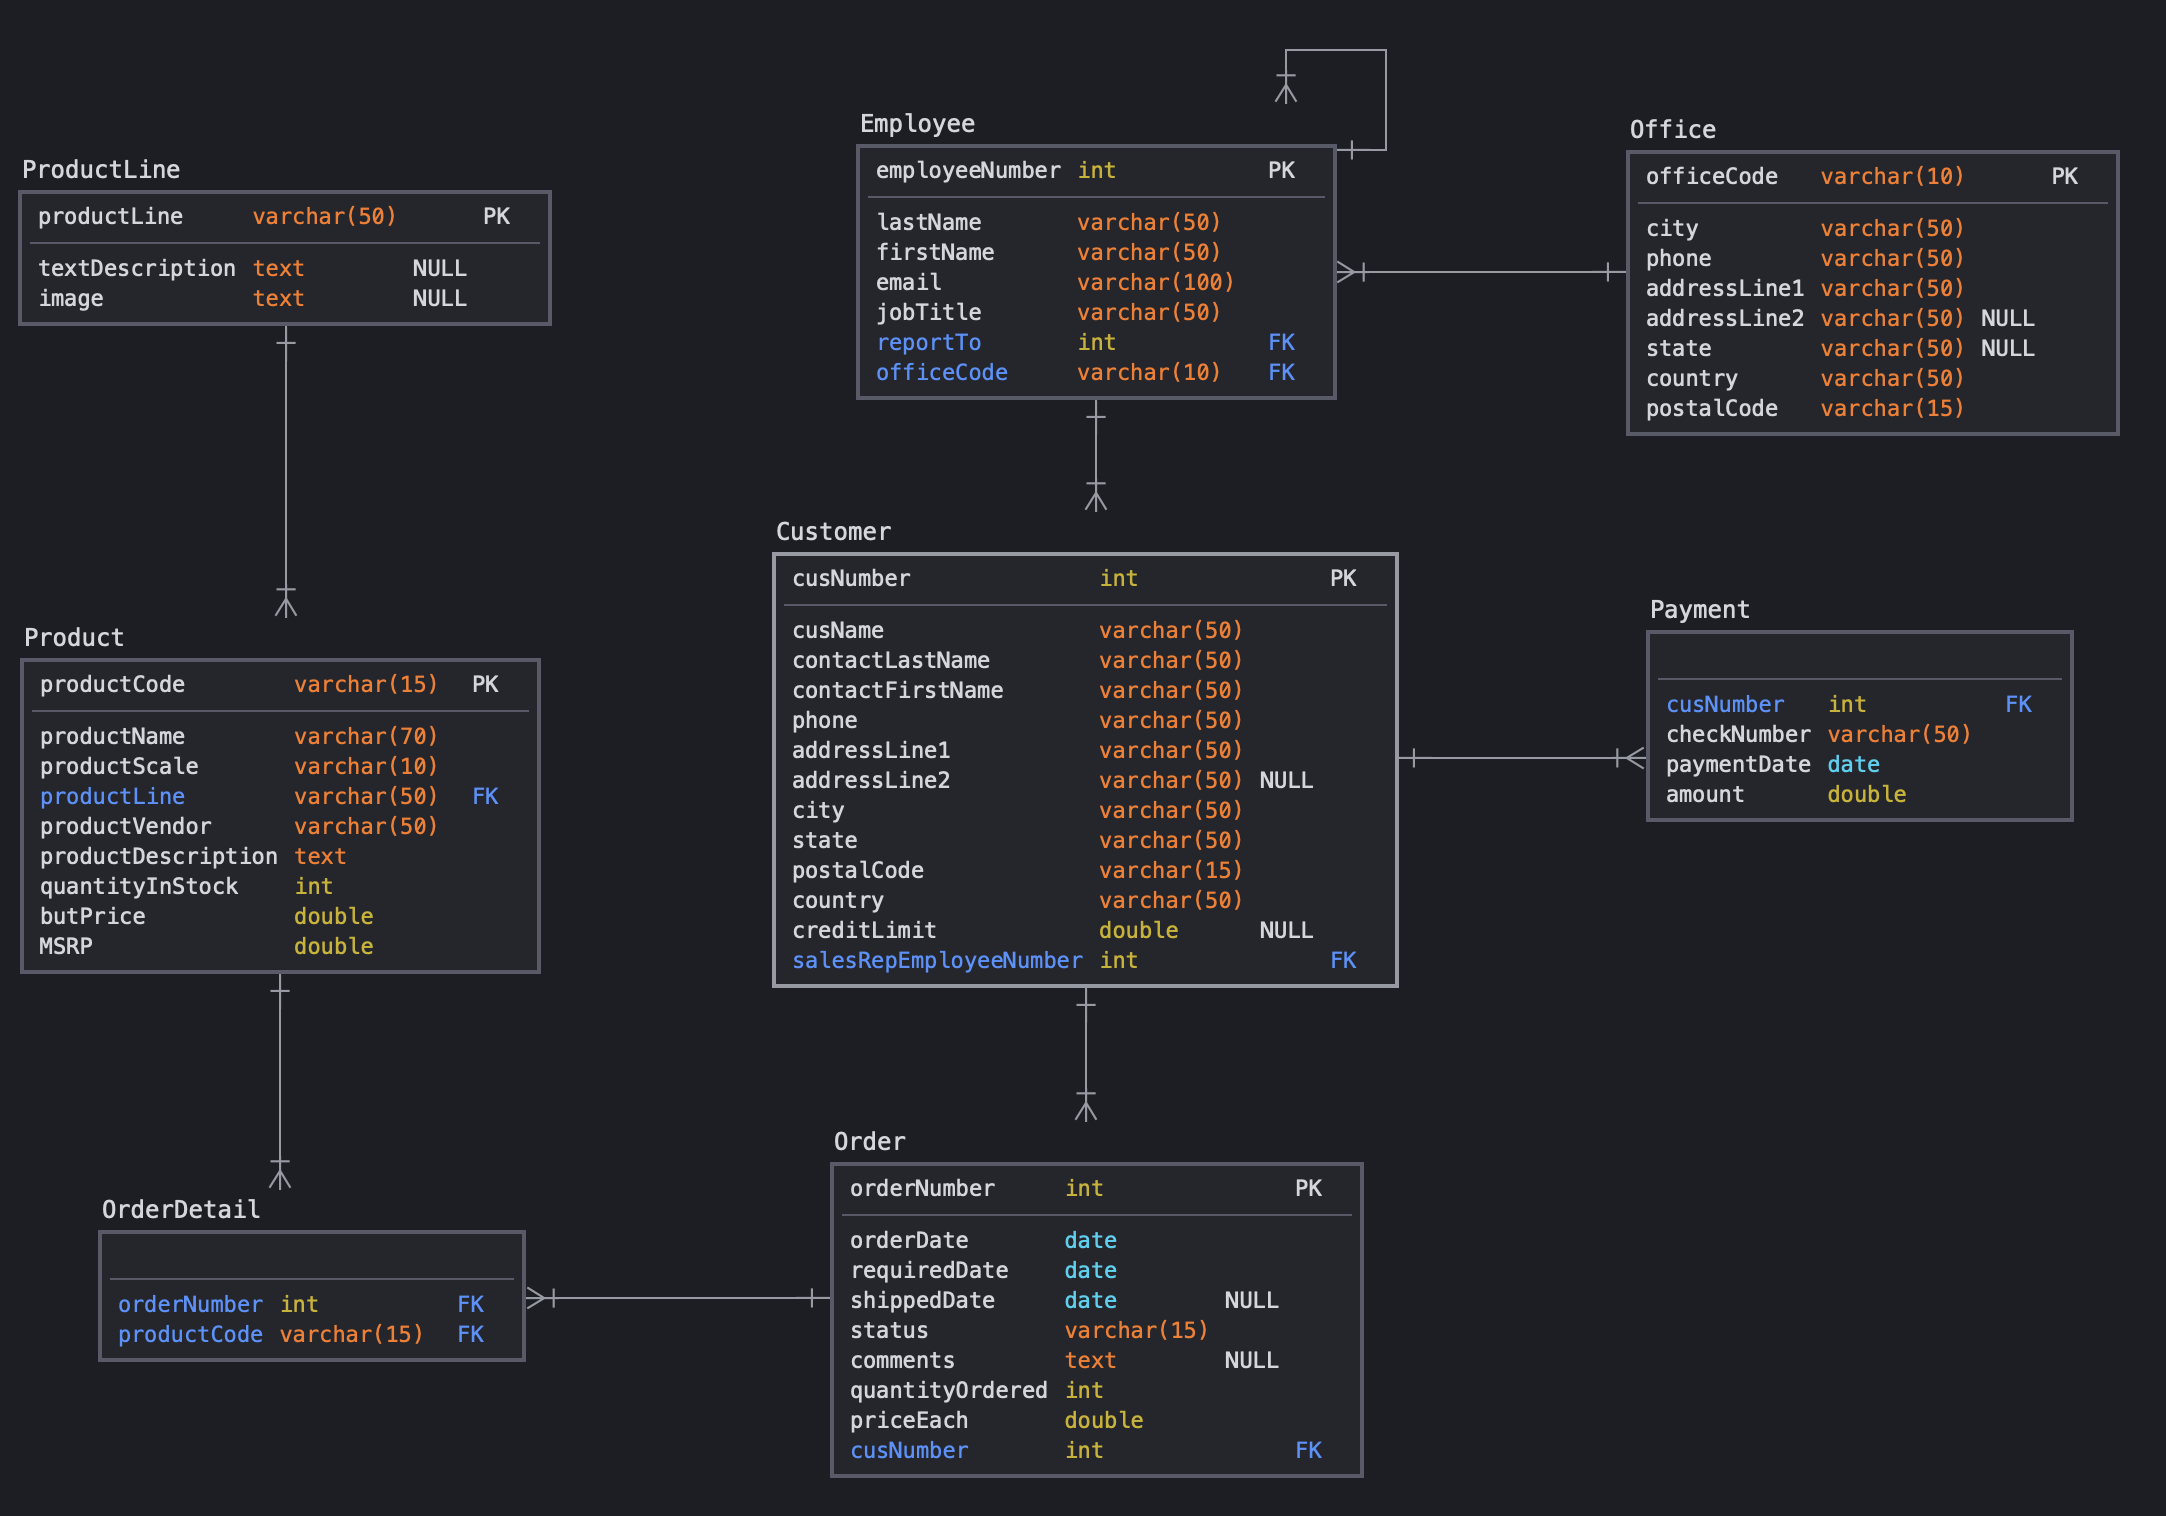 ProductLine
productLine varchar(50) PK
textDescription text NULL
image text NULL
Employee
employeeNumber int PK
lastName varchar(50)
firstName varchar(50)
email varchar(100)
jobTitle varchar(50)
reportTo int FK
officeCode varchar(10) FK
Office
officeCode varchar(10) PK
city varchar(50)
phone varchar(50)
addressLine1 varchar(50)
addressLine2 varchar(50) NULL
state varchar(50) NULL
country varchar(50)
postalCode varchar(15)
Product
productCode varchar(15) PK
productName varchar(70)
productScale varchar(10)
productLine varchar(50) FK
productVendor varchar(50)
productDescription text
quantityInStock int
butPrice double
MSRP double
Customer
cusNumber int PK
cusName varchar(50)
contactLastName varchar(50)
contactFirstName varchar(50)
phone varchar(50)
addressLine1 varchar(50)
addressLine2 varchar(50) NULL
city varchar(50)
state varchar(50)
postalCode varchar(15)
country varchar(50)
creditLimit double NULL
salesRepEmployeeNumber int FK
Payment
cusNumber int FK
checkNumber varchar(50)
paymentDate date
amount double
OrderDetail
orderNumber int FK
productCode varchar(15) FK
Order
orderNumber int PK
orderDate date
requiredDate date
shippedDate date NULL
status varchar(15)
comments text NULL
quantityOrdered int
priceEach double
cusNumber int FK